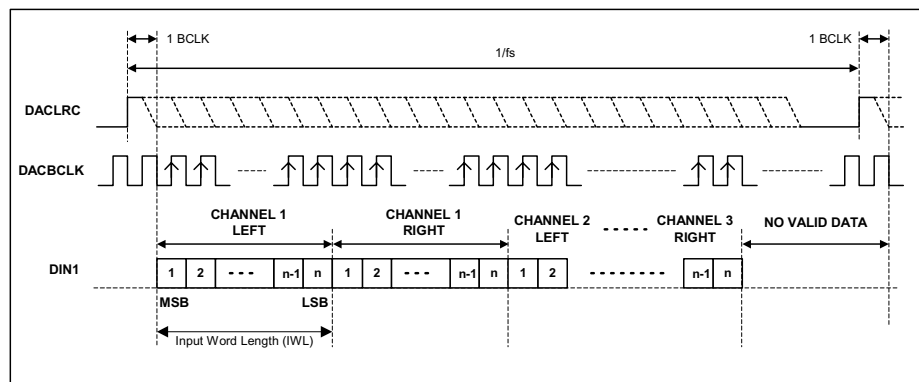 1 BCLK
1 BCLK
1/fs
DACLRC
DACBCLK
CHANNEL 1 LEFT
CHANNEL 1 RIGHT
CHANNEL 2 LEFT
CHANNEL 3 RIGHT
NO VALID DATA
DIN1
1 2 n-1 n 1 2 n-1 n 1 2 n-1 n
MSB LSB
Input Word Length (IWL)